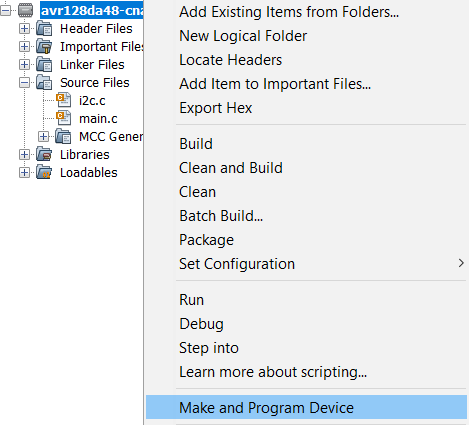 avr128da48-cna
Header Files
Important Files
Linker Files
Source Files
i2c.c
main.c
MCC Gener
Libraries
Loadables
Add Existing Items from Folders...
New Logical Folder
Locate Headers
Add Item to Important Files...
Export Hex
Build
Clean and Build
Clean
Batch Build...
Package
Set Configuration
Run
Debug
Step into
Learn more about scripting...
Make and Program Device